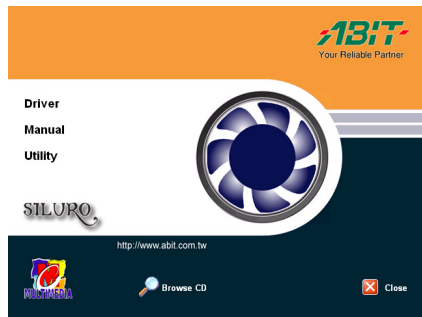 ABIT
Your Reliable Partner
Driver
Manual
Utility
SILURO
http://www.abit.com.tw
MULTIMEDIA
Browse CD
Close